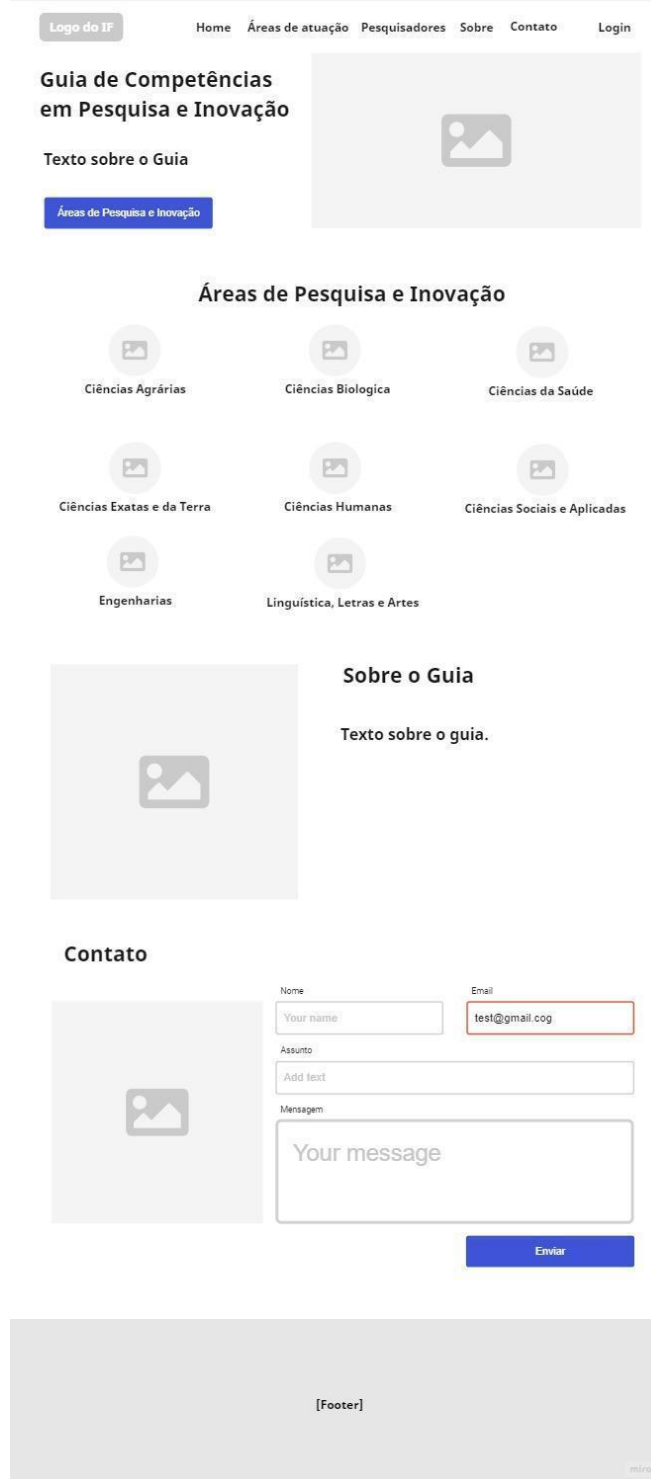 Logo do IF
Home Áreas de atuação Pesquisadores Sobre Contato Login
Guia de Competências
em Pesquisa e Inovação
Texto sobre o Guia
Áreas de Pesquisa e Inovação
Áreas de Pesquisa e Inovação
Ciências Agrárias
Ciências Biologica
Ciências da Saúde
Ciências Exatas e da Terra
Ciências Humanas
Ciências Sociais e Aplicadas
Engenharias
Linguística, Letras e Artes
Sobre o Guia
Texto sobre o guia.
Contato
Nome
Email
Your name
test@gmail.cog
Assunto
Add text
Mensagem
Your message
Enviar
[Footer]
miro